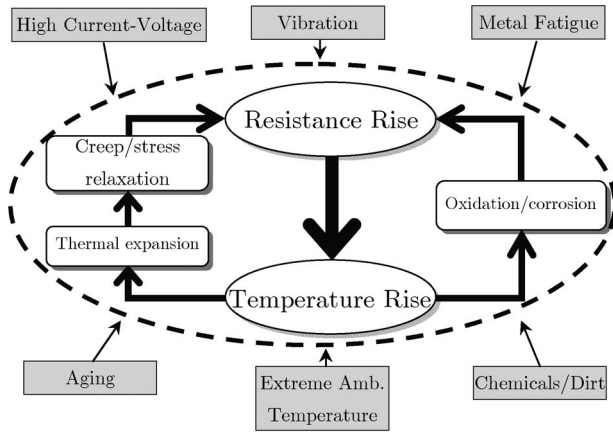 High Current-Voltage
Vibration
Metal Fatigue
Resistance Rise
Creep/stress
relaxation
Oxidation/corrosion
Thermal expansion
Temperature Rise
Aging
Extreme Amb.
Temperature
Chemicals/Dirt